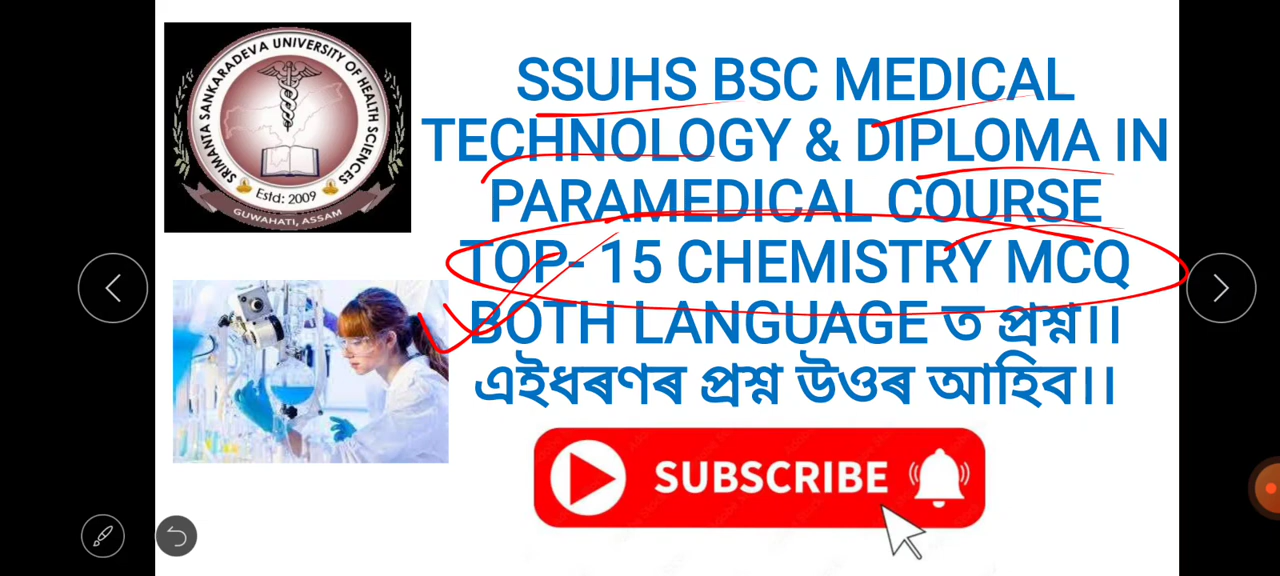 SRIMANTA SANKARADEVA UNIVERSITY OF HEALTH SCIENCES
Estd: 2009
GUWAHATI, ASSAM
SSUHS BSC MEDICAL
TECHNOLOGY & DIPLOMA IN
PARAMEDICAL COURSE
TOP- 15 CHEMISTRY MCQ
BOTH LANGUAGE ত প্ৰশ্ন।।
এইধৰণৰ প্ৰশ্ন উওৰ আহিব।।
SUBSCRIBE